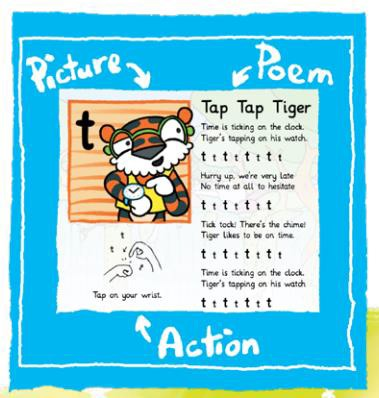 Picture
Poem
t
Tap Tap Tiger
Time is ticking on the clock.
Tiger's tapping on his watch.
t t t t t t t t
Hurry up, we're very late
No time at all to hesitate
t t t t t t t
Tick tock! There's the chime!
Tiger likes to be on time.
t t t t t t t t
Time is ticking on the clock.
Tiger's tapping on his watch
t t t t t t t
t
t
t
Tap on your wrist.
Action